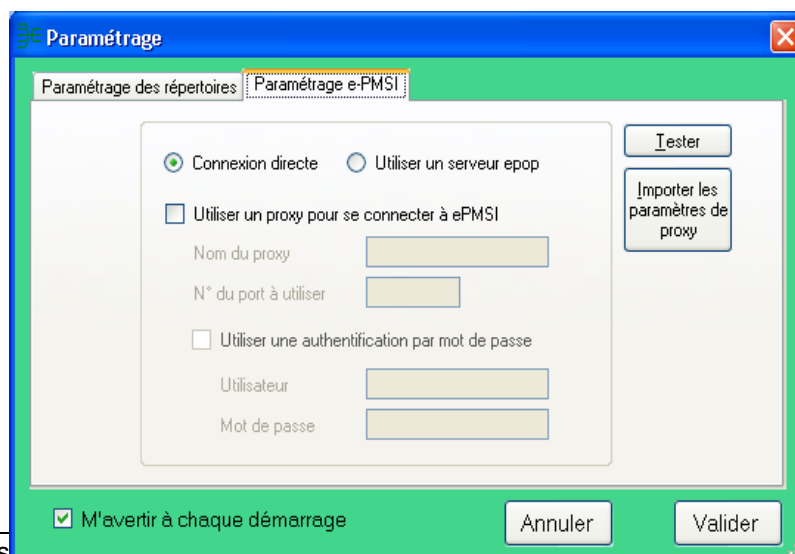 Paramétrage
Paramétrage des répertoires Paramétrage e-PMSI
Connexion directe Utiliser un serveur epop
Tester
Utiliser un proxy pour se connecter à ePMSI
Importer les
paramètres de
proxy
Nom du proxy
N° du port à utiliser
Utiliser une authentification par mot de passe
Utilisateur
Mot de passe
M'avertir à chaque démarrage
Annuler
Valider